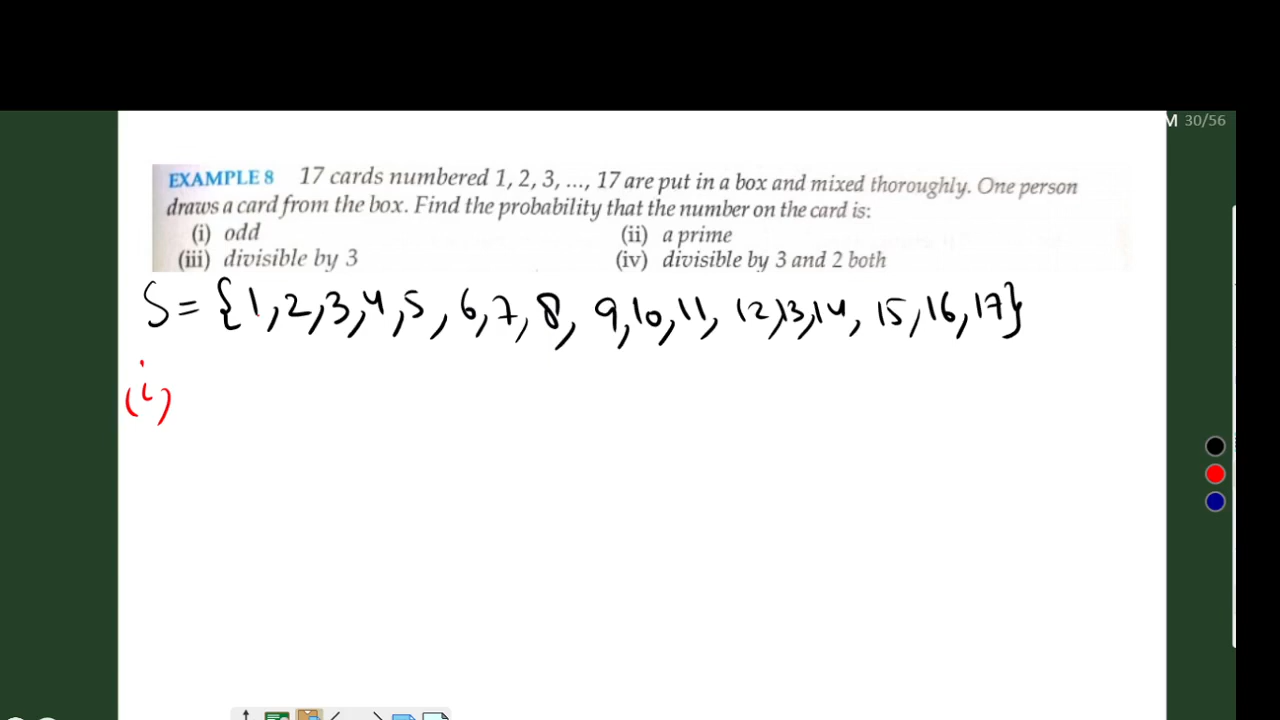 M 30/56
EXAMPLE 8 17 cards numbered 1, 2, 3, ..., 17 are put in a box and mixed thoroughly. One person
draws a card from the box. Find the probability that the number on the card is:
(i) odd (ii) a prime
(iii) divisible by 3 (iv) divisible by 3 and 2 both
S = {1,2,3,4,5,6,7,8,9,10,11,12,13,14,15,16,17}
(i)